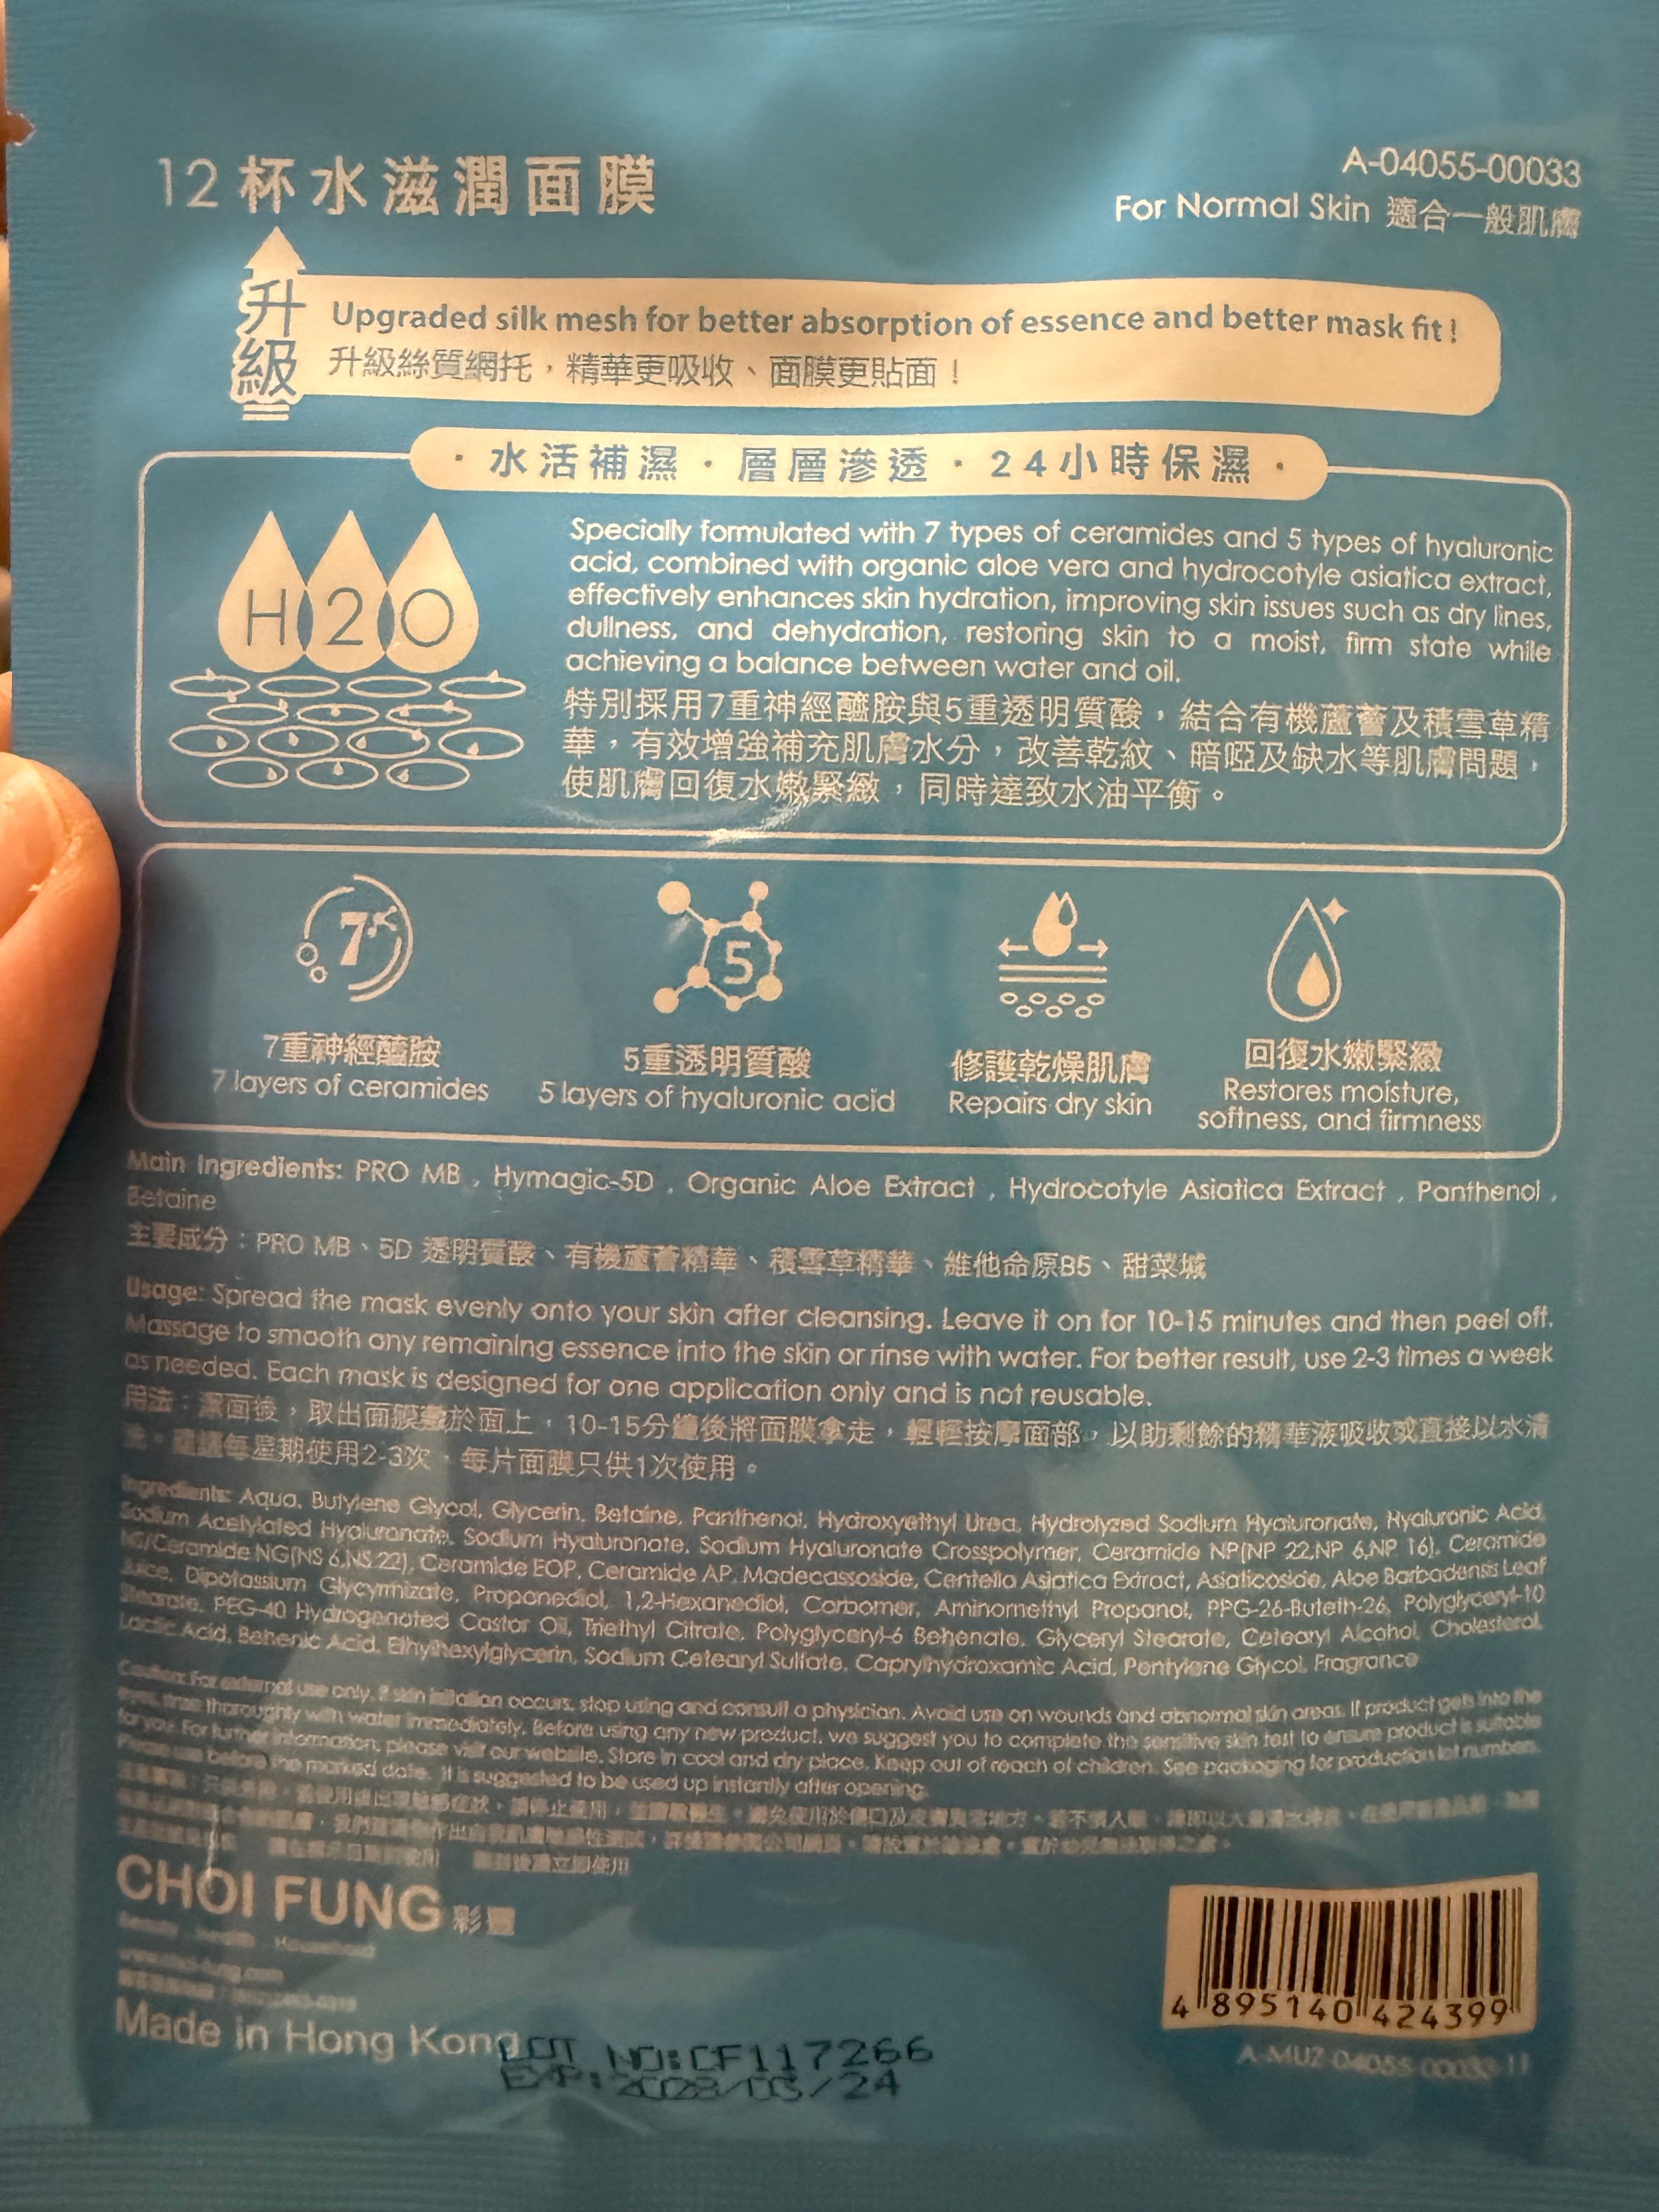 12 杯水滋潤面膜
A-04055-00033
For Normal Skin 適合一般肌膚
升級
Upgraded silk mesh for better absorption of essence and better mask fit!
升級絲質網托，精華更吸收、面膜更貼面！
· 水活補濕 · 層層滲透 · 24小時保濕 ·
H2O
Specially formulated with 7 types of ceramides and 5 types of hyaluronic
acid, combined with organic aloe vera and hydrocotyle asiatica extract,
effectively enhances skin hydration, improving skin issues such as dry lines,
dullness, and dehydration, restoring skin to a moist, firm state while
achieving a balance between water and oil.
特別採用7重神經醯胺與5重透明質酸，結合有機蘆薈及積雪草精
華，有效增強補充肌膚水分，改善乾紋、暗啞及缺水等肌膚問題，
使肌膚回復水嫩緊緻，同時達致水油平衡。
7
5
7重神經醯胺
7 layers of ceramides
5重透明質酸
5 layers of hyaluronic acid
修護乾燥肌膚
Repairs dry skin
回復水嫩緊緻
Restores moisture,
softness, and firmness
Main Ingredients: PRO MB , Hymagic-5D , Organic Aloe Extract , Hydrocotyle Asiatica Extract , Panthenol ,
Betaine
主要成分：PRO MB、5D 透明質酸、有機蘆薈精華、積雪草精華、維他命原B5、甜菜城
Usage: Spread the mask evenly onto your skin after cleansing. Leave it on for 10-15 minutes and then peel off.
Massage to smooth any remaining essence into the skin or rinse with water. For better result, use 2-3 times a week
as needed. Each mask is designed for one application only and is not reusable.
用法：潔面後，取出面膜敷於面上，10-15分鐘後將面膜拿走，輕輕按摩面部，以助剩餘的精華液吸收或直接以水清
洗。建議每星期使用2-3次，每片面膜只供1次使用。
Ingredients: Aqua, Butylene Glycol, Glycerin, Betaine, Panthenol, Hydroxyethyl Urea, Hydrolyzed Sodium Hyaluronate, Hyaluronic Acid,
Sodium Acetylated Hyaluronate, Sodium Hyaluronate, Sodium Hyaluronate Crosspolymer, Ceramide NP(NP 22,NP 6,NP 16), Ceramide
NG/Ceramide NG(NS 6,NS 22), Ceramide EOP, Ceramide AP, Madecassoside, Centella Asiatica Extract, Asiaticoside, Aloe Barbadensis Leaf
Juice, Dipotassium Glycyrrhizate, Propanediol, 1,2-Hexanediol, Carbomer, Aminomethyl Propanol, PPG-26-Buteth-26, Polyglyceryl-10
Stearate, PEG-40 Hydrogenated Castor Oil, Triethyl Citrate, Polyglyceryl-6 Behenate, Glyceryl Stearate, Cetearyl Alcohol, Cholesterol,
Lactic Acid, Behenic Acid, Ethylhexylglycerin, Sodium Cetearyl Sulfate, Caprylhydroxamic Acid, Pentylene Glycol, Fragrance
Caution: For external use only. If skin irritation occurs, stop using and consult a physician. Avoid use on wounds and abnormal skin areas. If product gets into the
eyes, rinse thoroughly with water immediately. Before using any new product, we suggest you to complete the sensitive skin test to ensure product is suitable
for you. For further information, please visit our website. Store in cool and dry place. Keep out of reach of children. See packaging for production lot numbers.
Please use before the marked date. It is suggested to be used up instantly after opening.
CHOI FUNG 彩豐
Made in Hong Kong
LOT NO:CF117266
EXP: 2028/03/24
4 895140 424399
A-MUZ-04055-00033-11